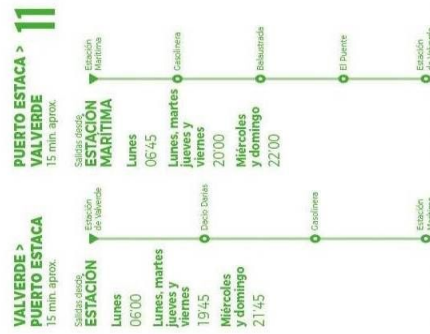 PUERTO ESTACA >
VALVERDE
15 min. aprox.
11
Salidas desde
ESTACIÓN
MARÍTIMA
Lunes
06'45
Lunes, martes
jueves y
viernes
20'00
Miércoles
y domingo
22'00
Estación
Marítima
Gasolinera
Balaustrada
El Puente
Estación
de Valverde
VALVERDE >
PUERTO ESTACA
15 min. aprox.
Salidas desde
ESTACIÓN
Lunes
06'00
Lunes, martes
jueves y
viernes
19'45
Miércoles
y domingo
21'45
Estación
de Valverde
Dacio Darias
Gasolinera
Estación
Marítima